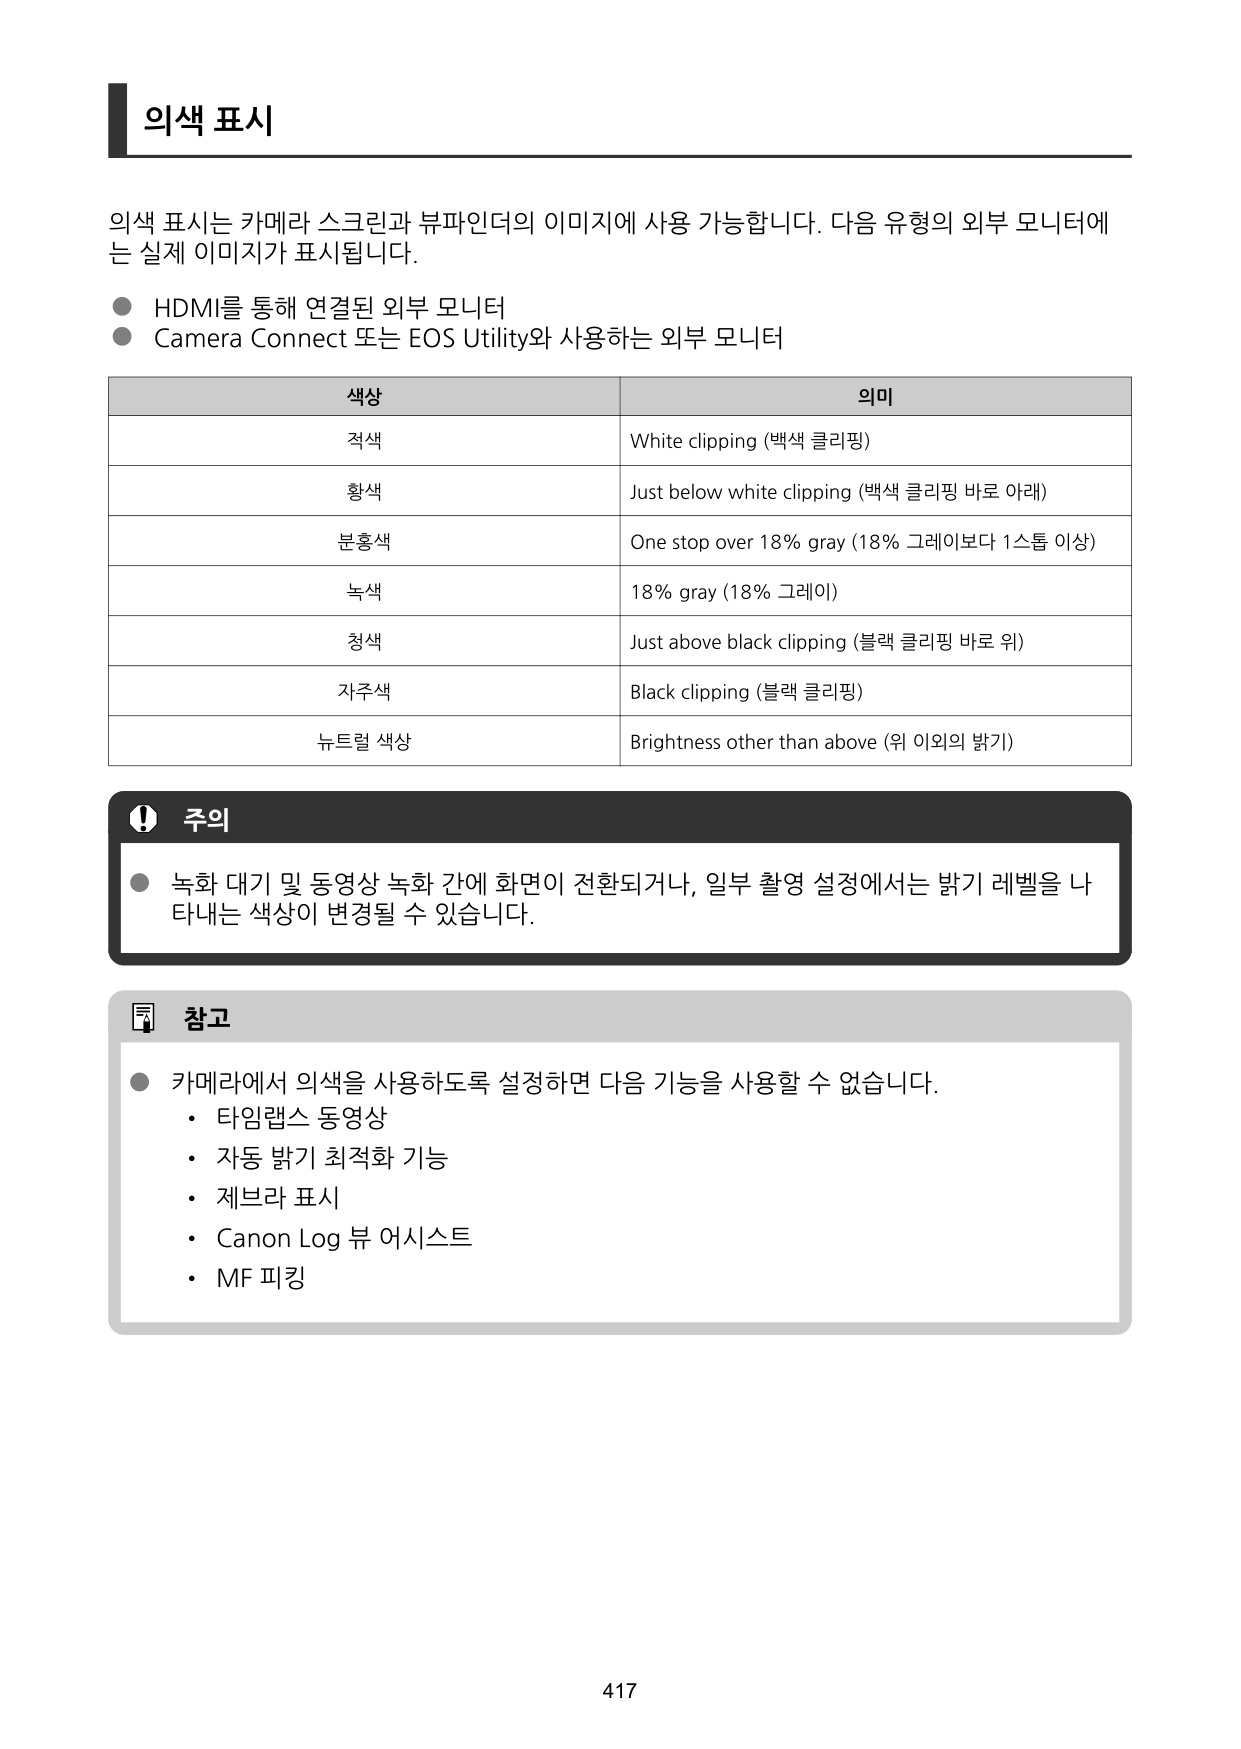 의색 표시
의색 표시는 카메라 스크린과 뷰파인더의 이미지에 사용 가능합니다. 다음 유형의 외부 모니터에
는 실제 이미지가 표시됩니다.
● HDMI를 통해 연결된 외부 모니터
● Camera Connect 또는 EOS Utility와 사용하는 외부 모니터
색상 의미
적색 White clipping (백색 클리핑)
황색 Just below white clipping (백색 클리핑 바로 아래)
분홍색 One stop over 18% gray (18% 그레이보다 1스톱 이상)
녹색 18% gray (18% 그레이)
청색 Just above black clipping (블랙 클리핑 바로 위)
자주색 Black clipping (블랙 클리핑)
뉴트럴 색상 Brightness other than above (위 이외의 밝기)
주의
● 녹화 대기 및 동영상 녹화 간에 화면이 전환되거나, 일부 촬영 설정에서는 밝기 레벨을 나
타내는 색상이 변경될 수 있습니다.
참고
● 카메라에서 의색을 사용하도록 설정하면 다음 기능을 사용할 수 없습니다.
• 타임랩스 동영상
• 자동 밝기 최적화 기능
• 제브라 표시
• Canon Log 뷰 어시스트
• MF 피킹
417